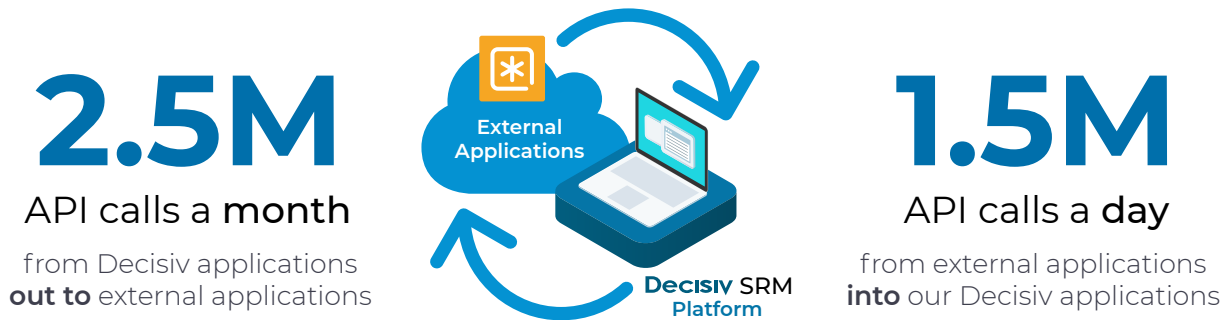 2.5M
API calls a month
from Decisiv applications
out to external applications
External
Applications
Decisiv SRM
Platform
1.5M
API calls a day
from external applications
into our Decisiv applications